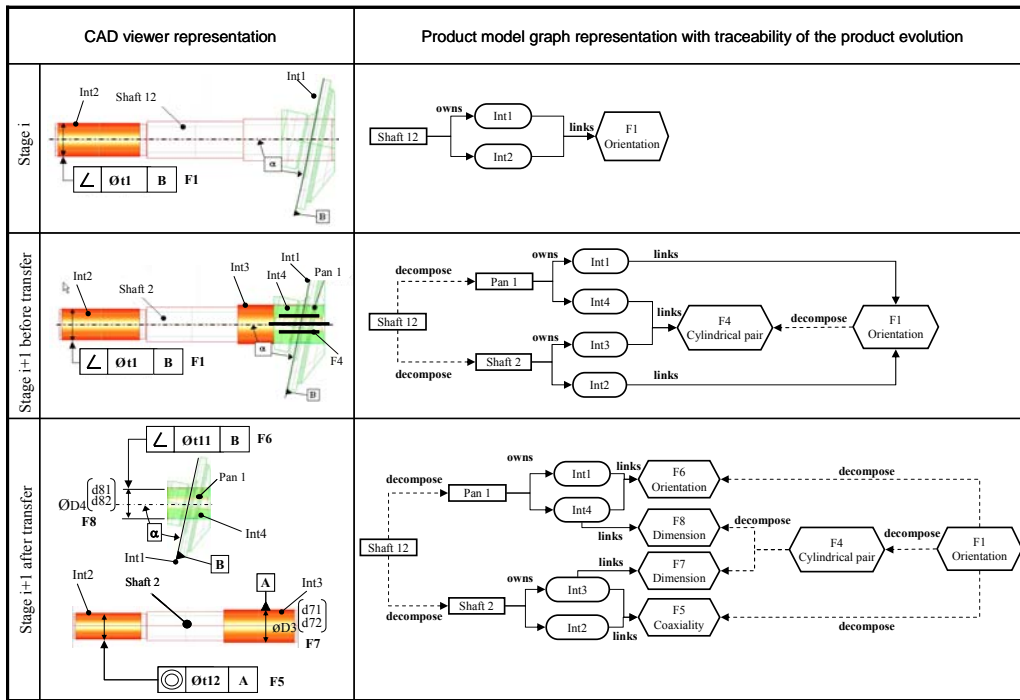 CAD viewer representation
Product model graph representation with traceability of the product evolution
Stage i
Int2
Shaft 12
Int1
α
∠ Øt1 B F1
B
Shaft 12
owns
Int1
Int2
links
F1
Orientation
Stage i+1 before transfer
Int2
Shaft 2
Int3
Int1
Int4
Pan 1
α
F4
∠ Øt1 B F1
B
Shaft 12
decompose
decompose
Pan 1
Shaft 2
owns
owns
Int1
Int4
Int3
Int2
links
links
links
F4
Cylindrical pair
decompose
F1
Orientation
Stage i+1 after transfer
∠ Øt11 B F6
Pan 1
ØD4 d81
d82
F8
α
Int4
Int1
B
Int2
Shaft 2
A
Int3
øD3 d71
d72
F7
◎ Øt12 A F5
Shaft 12
decompose
decompose
Pan 1
Shaft 2
owns
owns
Int1
Int4
Int3
Int2
links
links
links
links
F6
Orientation
F8
Dimension
F7
Dimension
F5
Coaxiality
decompose
decompose
F4
Cylindrical pair
decompose
F1
Orientation
decompose